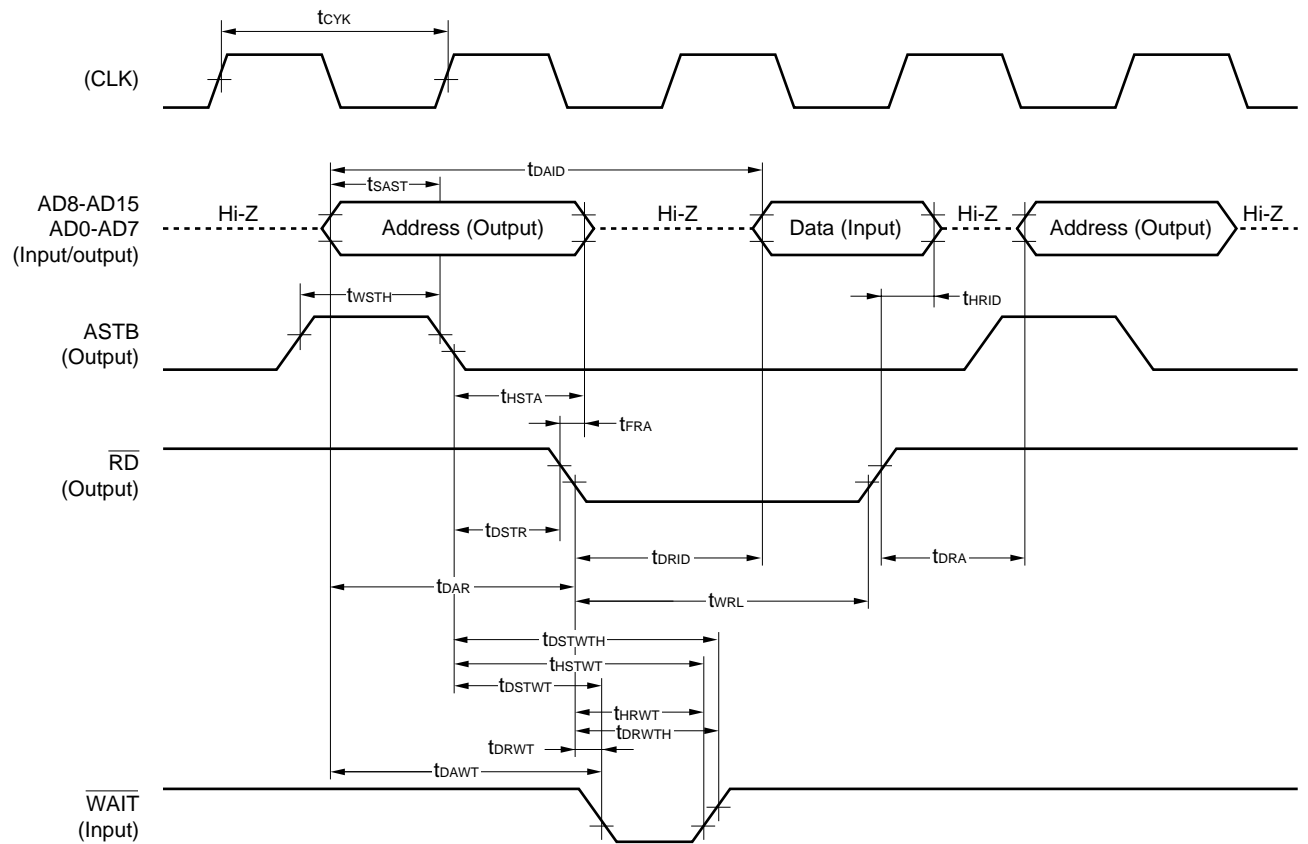 tCYK
(CLK)
tDAID
tSAST
AD8-AD15
AD0-AD7
(Input/output)
Hi-Z
Address (Output)
Hi-Z
Data (Input)
Hi-Z
Address (Output)
Hi-Z
tWSTH
tHRID
ASTB
(Output)
tHSTA
tFRA
RD
(Output)
tDSTR
tDRID
tDRA
tDAR
tWRL
tDSTWTH
tHSTWT
tDSTWT
tHRWT
tDRWTH
tDRWT
tDAWT
WAIT
(Input)